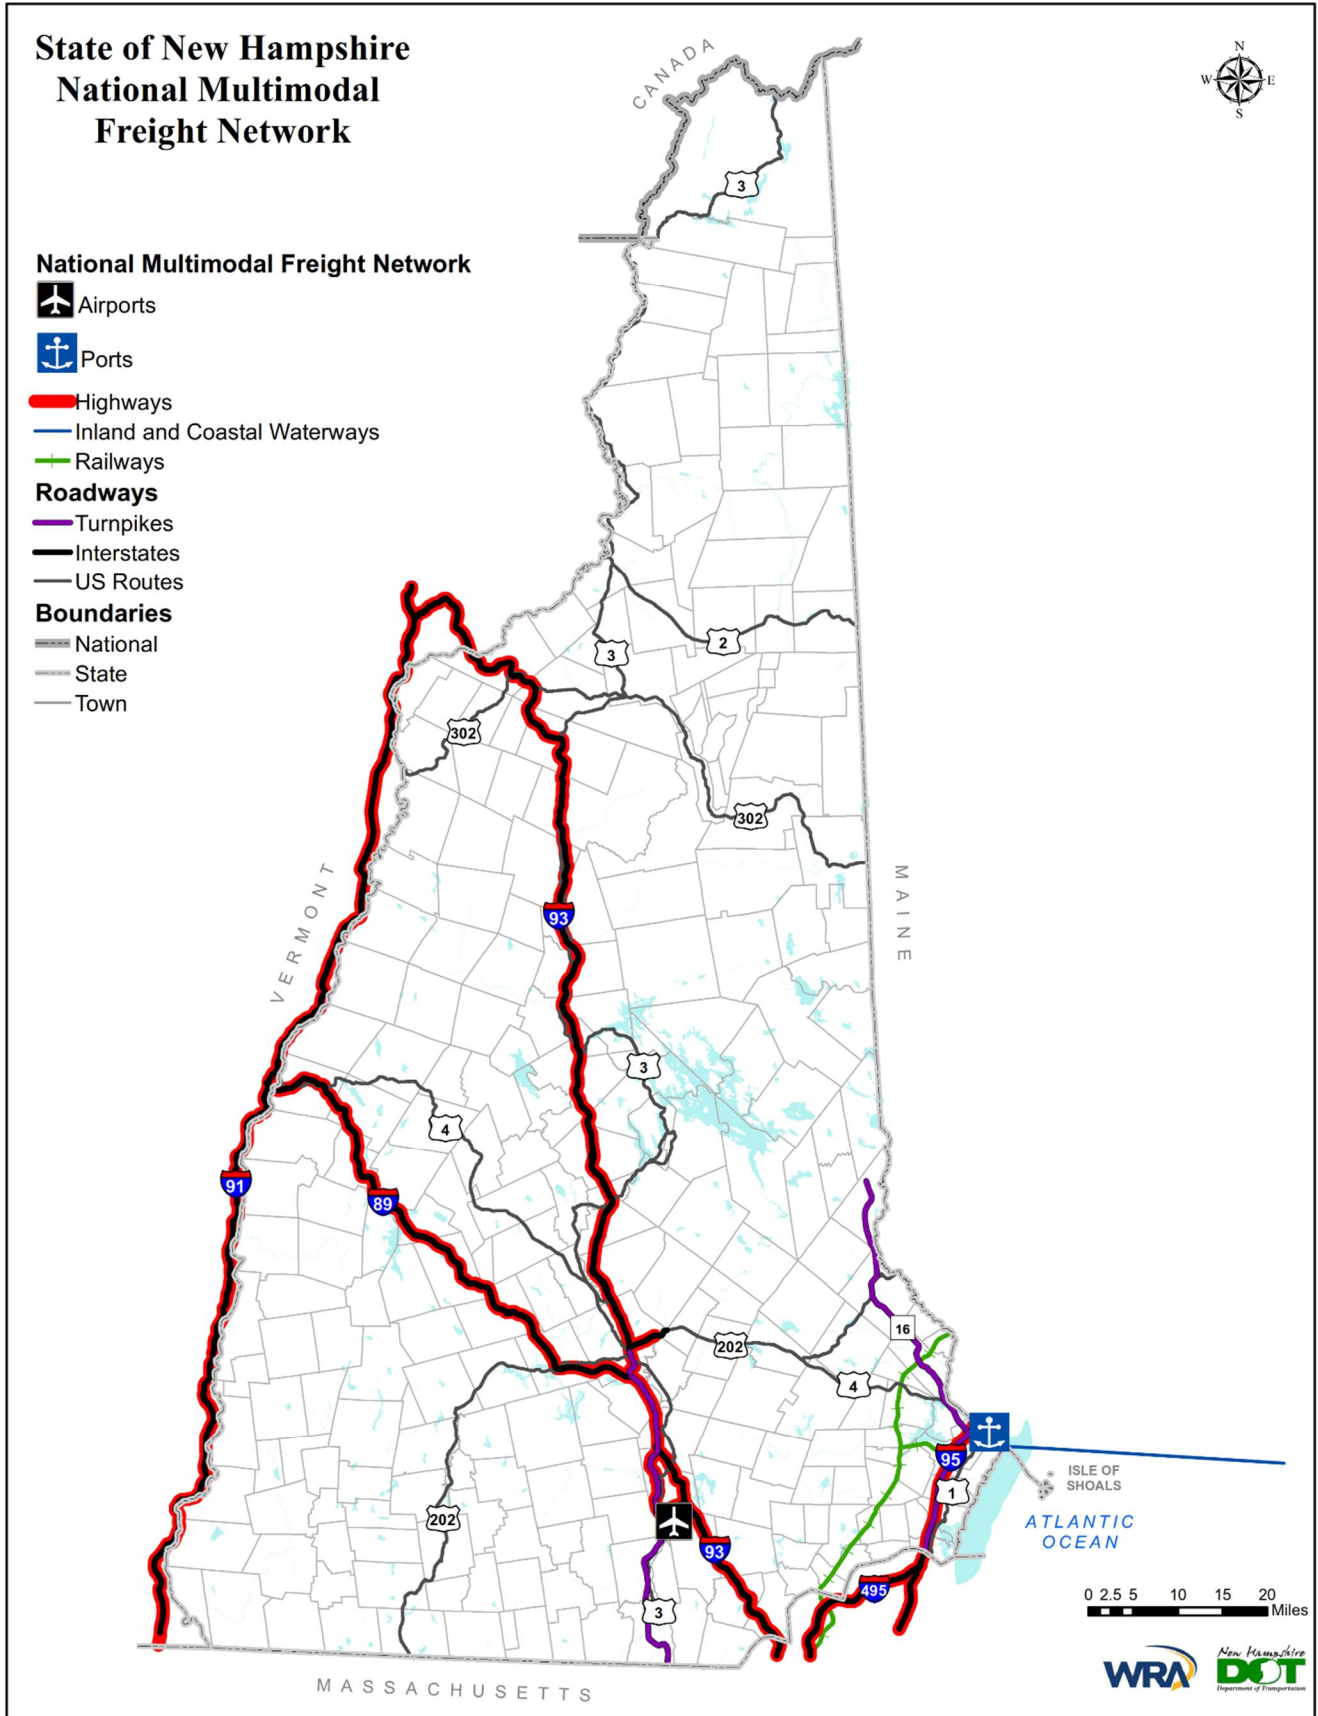 State of New Hampshire
National Multimodal
Freight Network
N
W E
S
CANADA
National Multimodal Freight Network
Airports
Ports
Highways
Inland and Coastal Waterways
Railways
Roadways
Turnpikes
Interstates
US Routes
Boundaries
National
State
Town
3
2
3
302
302
VERMONT
MAINE
93
3
4
91
89
16
202
4
95
ISLE OF
SHOALS
1
ATLANTIC
OCEAN
202
93
495
3
0 2.5 5 10 15 20
Miles
MASSACHUSETTS
WRA
New Hampshire
DOT
Department of Transportation